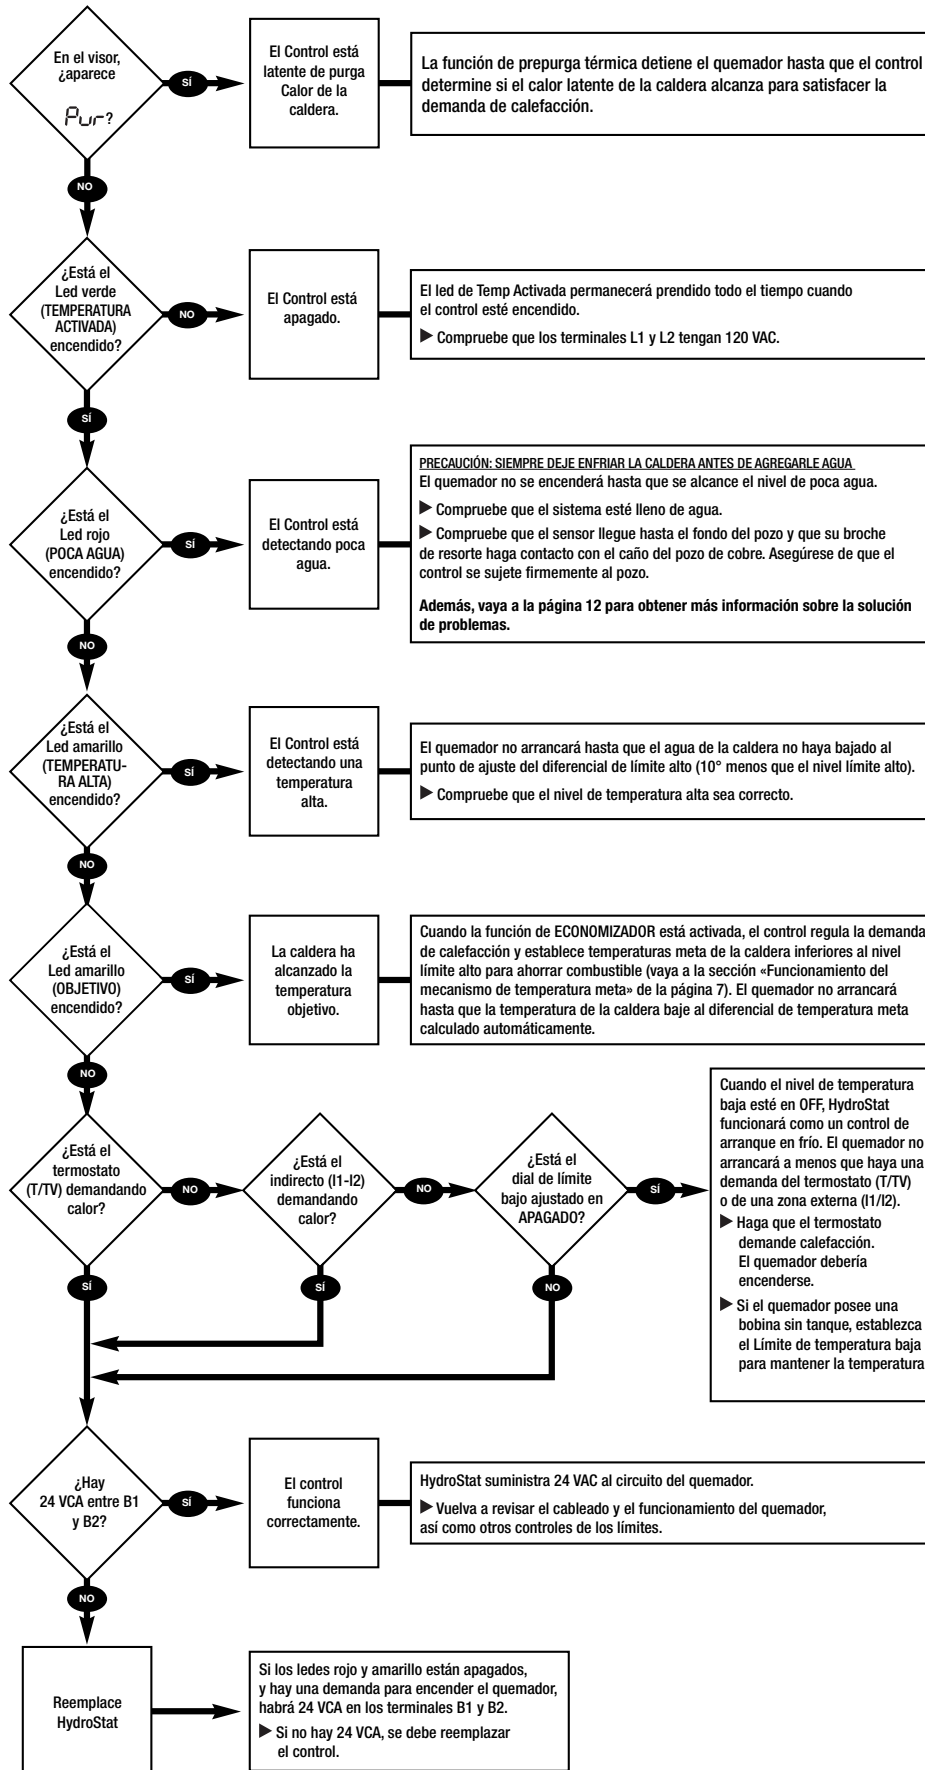 En el visor,
¿aparece
Pur?
SÍ
El Control está
latente de purga
Calor de la
caldera.
La función de prepurga térmica detiene el quemador hasta que el control
determine si el calor latente de la caldera alcanza para satisfacer la
demanda de calefacción.
NO
¿Está el
Led verde
(TEMPERATURA
ACTIVADA)
encendido?
NO
El Control está
apagado.
El led de Temp Activada permanecerá prendido todo el tiempo cuando
el control esté encendido.
▶ Compruebe que los terminales L1 y L2 tengan 120 VAC.
SÍ
¿Está el
Led rojo
(POCA AGUA)
encendido?
SÍ
El Control está
detectando poca
agua.
PRECAUCIÓN: SIEMPRE DEJE ENFRIAR LA CALDERA ANTES DE AGREGARLE AGUA
El quemador no se encenderá hasta que se alcance el nivel de poca agua.
▶ Compruebe que el sistema esté lleno de agua.
▶ Compruebe que el sensor llegue hasta el fondo del pozo y que su broche
de resorte haga contacto con el caño del pozo de cobre. Asegúrese de que el
control se sujete firmemente al pozo.
Además, vaya a la página 12 para obtener más información sobre la solución
de problemas.
NO
¿Está el
Led amarillo
(TEMPERATU-
RA ALTA)
encendido?
SÍ
El Control está
detectando una
temperatura
alta.
El quemador no arrancará hasta que el agua de la caldera no haya bajado al
punto de ajuste del diferencial de límite alto (10° menos que el nivel límite alto).
▶ Compruebe que el nivel de temperatura alta sea correcto.
NO
¿Está el
Led amarillo
(OBJETIVO)
encendido?
SÍ
La caldera ha
alcanzado la
temperatura
objetivo.
Cuando la función de ECONOMIZADOR está activada, el control regula la demanda
de calefacción y establece temperaturas meta de la caldera inferiores al nivel
límite alto para ahorrar combustible (vaya a la sección «Funcionamiento del
mecanismo de temperatura meta» de la página 7). El quemador no arrancará
hasta que la temperatura de la caldera baje al diferencial de temperatura meta
calculado automáticamente.
NO
¿Está el
termostato
(T/TV) demandando
calor?
NO
¿Está el
indirecto (I1-I2)
demandando
calor?
NO
¿Está el
dial de límite
bajo ajustado en
APAGADO?
SÍ
Cuando el nivel de temperatura
baja esté en OFF, HydroStat
funcionará como un control de
arranque en frío. El quemador no
arrancará a menos que haya una
demanda del termostato (T/TV)
o de una zona externa (I1/I2).
▶ Haga que el termostato
demande calefacción.
El quemador debería
encenderse.
▶ Si el quemador posee una
bobina sin tanque, establezca
el Límite de temperatura baja
para mantener la temperatura
SÍ
SÍ
NO
¿Hay
24 VCA entre B1
y B2?
SÍ
El control
funciona
correctamente.
HydroStat suministra 24 VAC al circuito del quemador.
▶ Vuelva a revisar el cableado y el funcionamiento del quemador,
así como otros controles de los límites.
NO
Reemplace
HydroStat
Si los ledes rojo y amarillo están apagados,
y hay una demanda para encender el quemador,
habrá 24 VCA en los terminales B1 y B2.
▶ Si no hay 24 VCA, se debe reemplazar
el control.